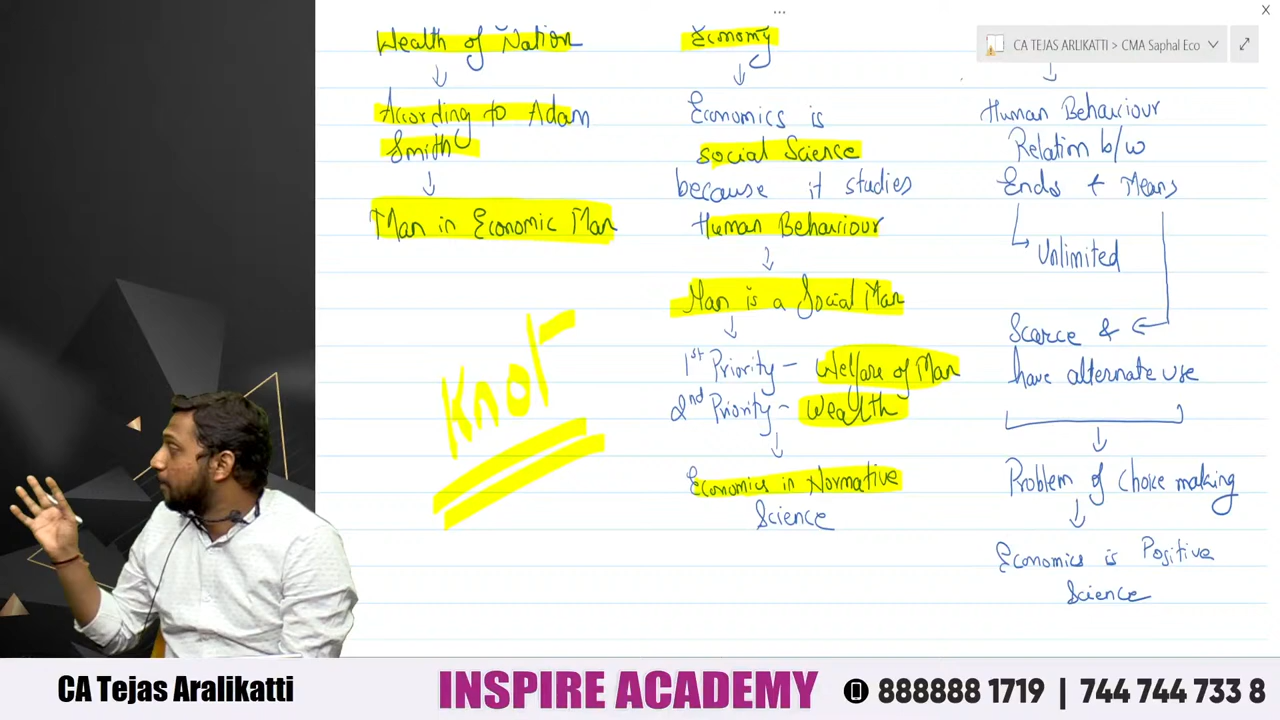 Wealth of Nation
According to Adam
Smith
Man in Economic Man
Knot
Economy
Economics is
social Science
because it studies
Human Behaviour
Man is a Social Man
1st Priority - Welfare of Man
2nd Priority - Wealth
Economics in Normative
Science
CA TEJAS ARLIKATTI > CMA Saptial Eco
Human Behaviour
Relation b/w
Ends + Means
Unlimited
Scarce &
have alternate use
Problem of choice making
Economics is Positive
Science
CA Tejas Aralikatti
INSPIRE ACADEMY
888888 1719 | 744 744 733 8